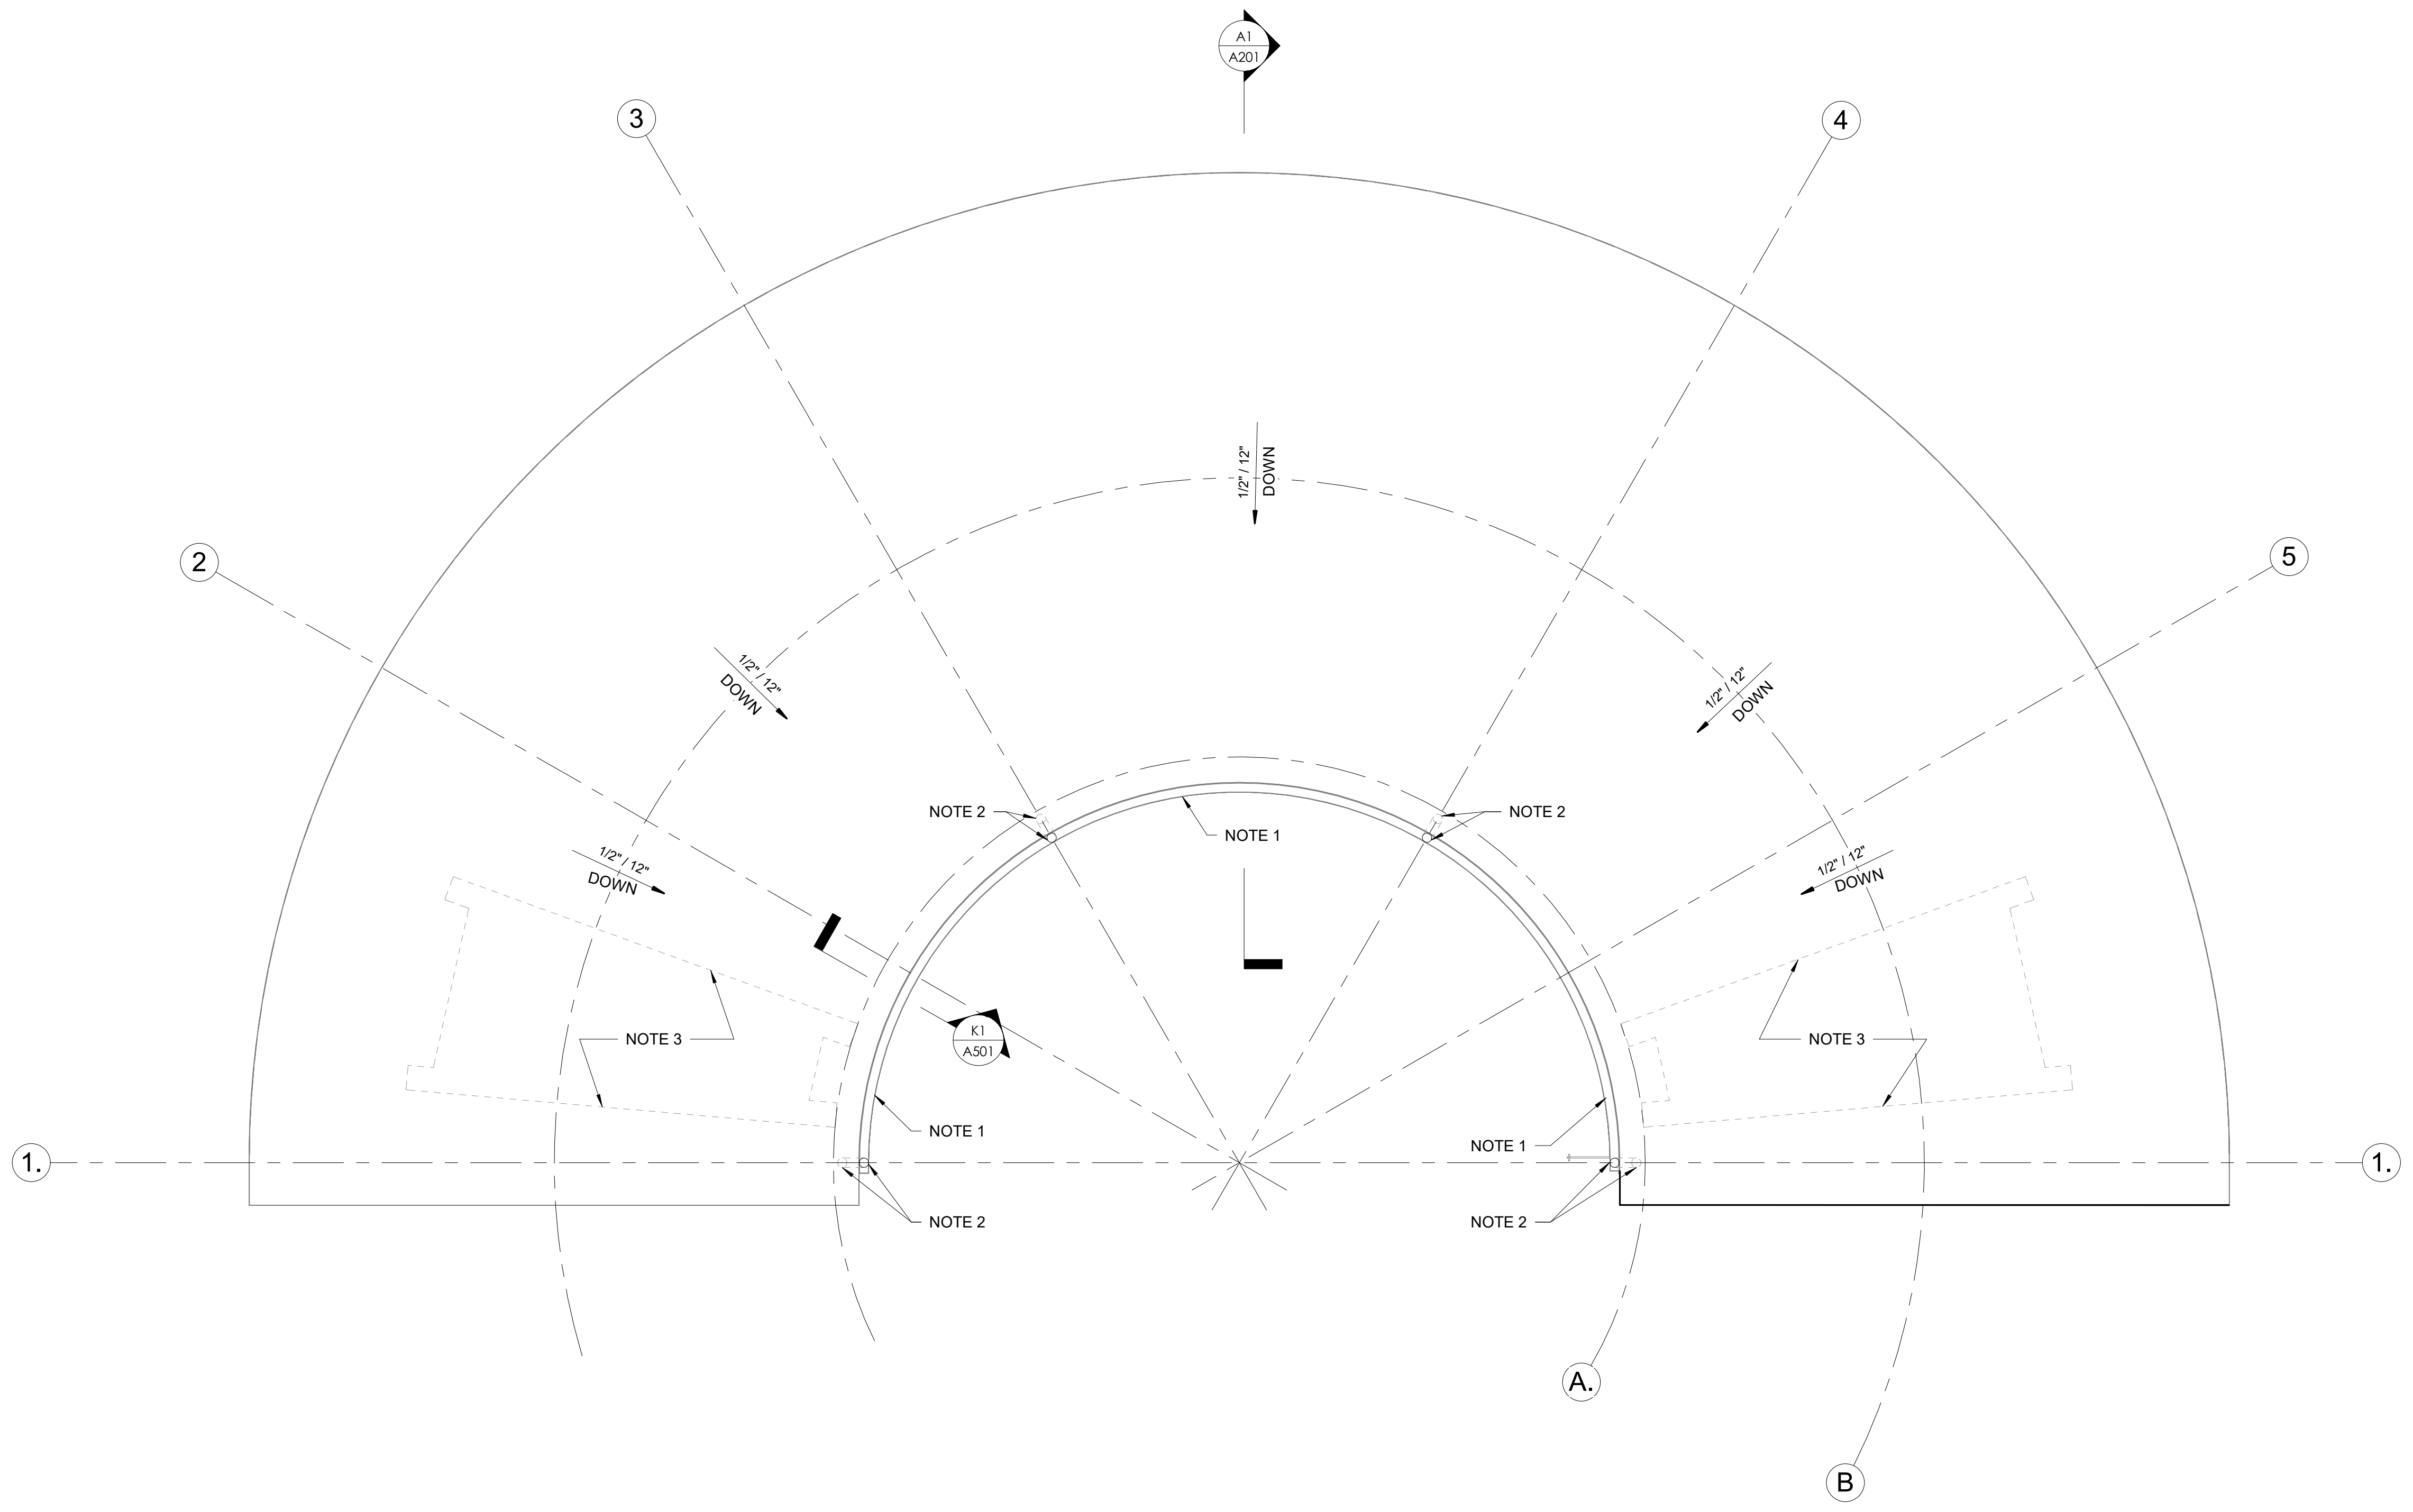 A1
A201
3
4
1/2" / 12"
DOWN
2
5
1/2" / 12"
DOWN
1/2" / 12"
DOWN
NOTE 2
NOTE 2
NOTE 1
1/2" / 12"
DOWN
1/2" / 12"
DOWN
K1
A501
NOTE 3
NOTE 3
NOTE 1
NOTE 1
1.
1.
NOTE 2
NOTE 2
A.
B